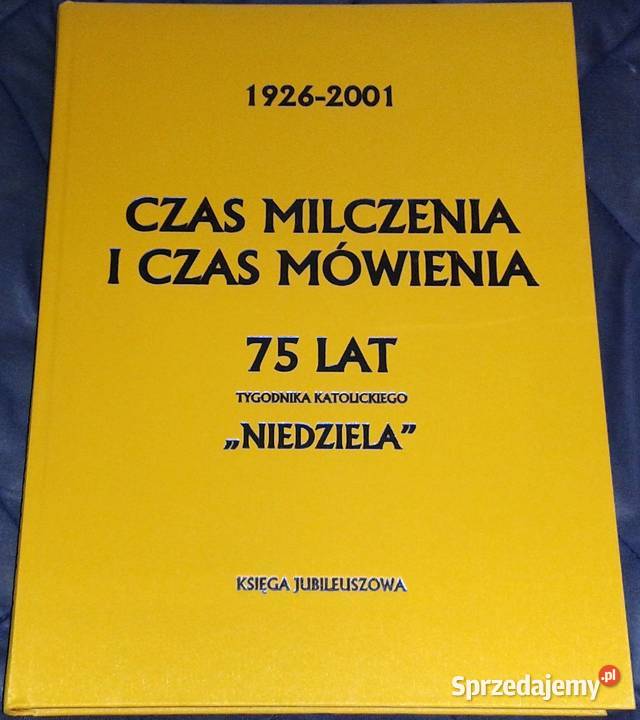 1926-2001
CZAS MILCZENIA
I CZAS MÓWIENIA
75 LAT
TYGODNIKA KATOLICKIEGO
„NIEDZIELA”
KSIĘGA JUBILEUSZOWA
Sprzedajemy.pl